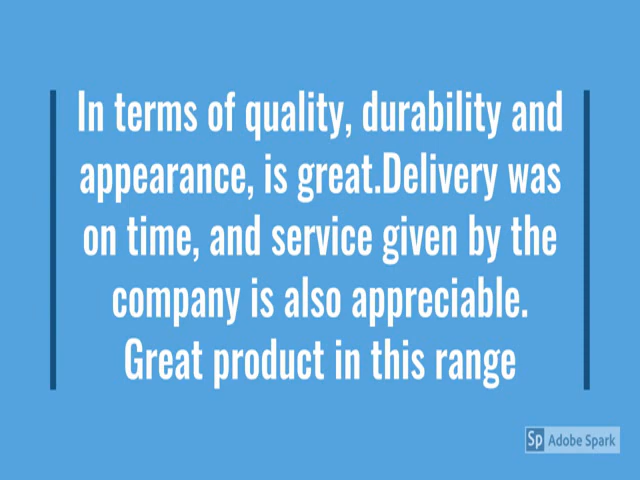 In terms of quality, durability and
appearance, is great.Delivery was
on time, and service given by the
company is also appreciable.
Great product in this range
Sp Adobe Spark